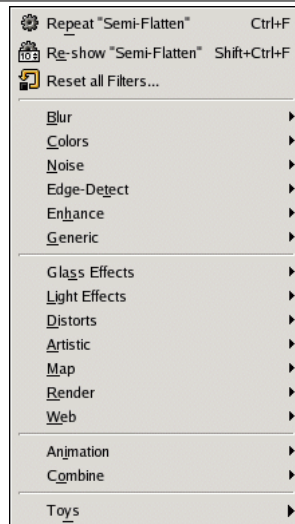 Repeat "Semi-Flatten" Ctrl+F
Re-show "Semi-Flatten" Shift+Ctrl+F
Reset all Filters...
Blur
Colors
Noise
Edge-Detect
Enhance
Generic
Glass Effects
Light Effects
Distorts
Artistic
Map
Render
Web
Animation
Combine
Toys